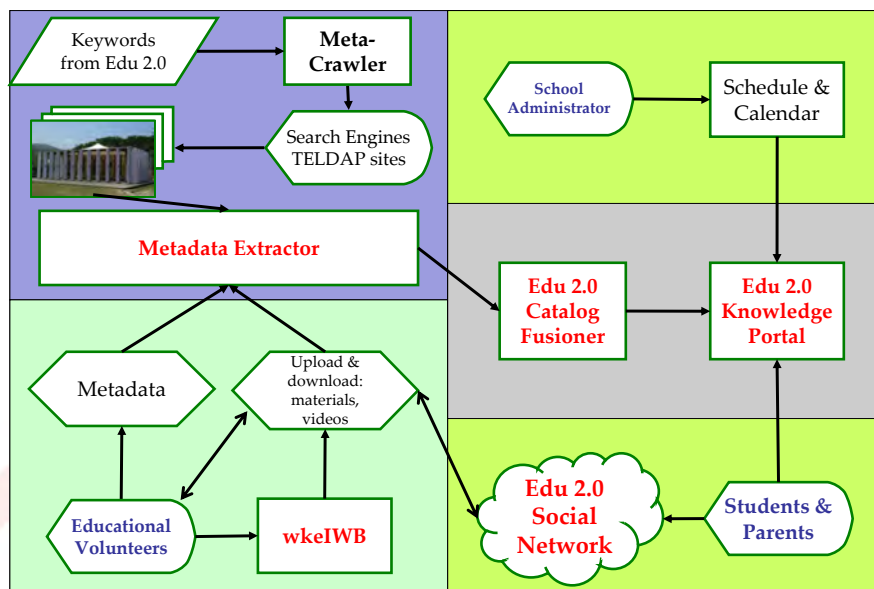 Keywords
from Edu 2.0
Meta-
Crawler
Search Engines
TELDAP sites
Metadata Extractor
School
Administrator
Schedule &
Calendar
Edu 2.0
Catalog
Fusioner
Edu 2.0
Knowledge
Portal
Metadata
Upload &
download:
materials,
videos
Educational
Volunteers
wkeIWB
Edu 2.0
Social
Network
Students &
Parents